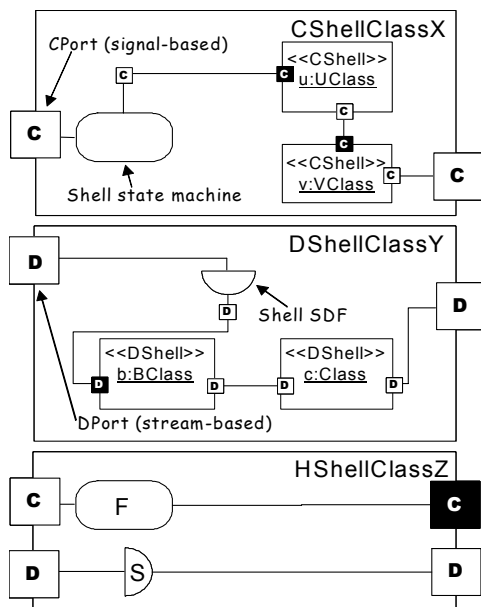 CShellClassX
CPort (signal-based)
<<CShell>>
C
C
u:UClass
C
C
C
<<CShell>>
v:VClass
C
C
Shell state machine
DShellClassY
D
D
D
Shell SDF
<<DShell>>
<<DShell>>
b:BClass
c:Class
D
D
D
D
DPort (stream-based)
HShellClassZ
C
F
C
D
S
D